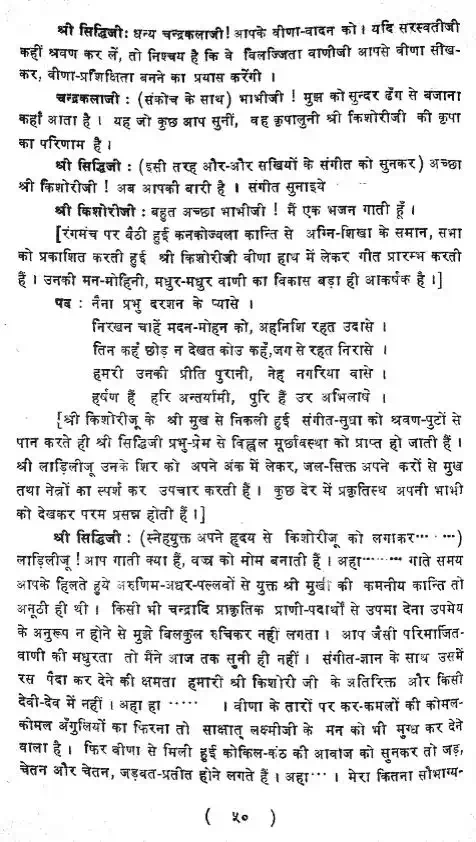 श्री सिद्धिजी: धन्य चन्द्रकलाजी! आपके वीणा-वादन को। यदि सरस्वतीजी
कहीं श्रवण कर लें, तो निश्चय है कि वे विलज्जिता वाणीजी आपसे वीणा सीख-
कर, वीणा-प्रशिक्षिता बनने का प्रयास करेंगी ।
चन्द्रकलाजी : (संकोच के साथ) भाभीजी ! मुझ को सुन्दर ढँग से बजाना
कहाँ आता है । यह जो कुछ आप सुनीं, वह कृपालुनी श्री किशोरीजी की कृपा
का परिणाम है ।
श्री सिद्धिजी : (इसी तरह और-और सखियों के संगीत को सुनकर) अच्छा
श्री किशोरीजी ! अब आपकी बारी है । संगीत सुनाइये
श्री किशोरीजी : बहुत अच्छा भाभीजी ! मैं एक भजन गाती हूँ ।
[रंगमंच पर बैठी हुई कनकोज्वला कान्ति से अग्नि-शिखा के समान, सभा
को प्रकाशित करती हुई श्री किशोरीजी वीणा हाथ में लेकर गीत प्रारम्भ करती
हैं । उनकी मन-मोहिनी, मधुर-मधुर वाणी का विकास बड़ा ही आकर्षक है ।]
पद : नैना प्रभु दरशन के प्यासे ।
निरखन चाहें मदन-मोहन को, अहनिशि रहत उदासे ।
तिन कहँ छोड़ न देखत कोउ कहँ, जग से रहत निरासे ।
हमरी उनकी प्रीति पुरानी, नेह नगरिया वासे ।
हर्षण हैं हरि अन्तर्यामी, पुरि हैं उर अभिलाषे ।
[श्री किशोरीजू के श्री मुख से निकली हुई संगीत-सुधा को श्रवण-पुटों से
पान करते ही श्री सिद्धिजी प्रभु-प्रेम से विह्वल मूर्छावस्था को प्राप्त हो जाती हैं ।
श्री लाड़िलीजू उनके शिर को अपने अंक में लेकर, जल-सिक्त अपने करों से मुख
तथा नेत्रों का स्पर्श कर उपचार करती हैं । कुछ देर में प्रकृतिस्थ अपनी भाभी
को देखकर परम प्रसन्न होती हैं ।]
श्री सिद्धिजी : (स्नेहयुक्त अपने हृदय से किशोरीजू को लगाकर……)
लाड़िलीजू ! आप गाती क्या हैं, वज्र को मोम बनाती हैं । अहा……… गाते समय
आपके हिलते हुये अरुणिम-अधर-पल्लवों से युक्त श्री मुखी की कमनीय कान्ति तो
अनूठी ही थी । किसी भी चन्द्रादि प्राकृतिक प्राणी-पदार्थों से उपमा देना उपमेय
के अनुरूप न होने से मुझे बिलकुल रुचिकर नहीं लगता । आप जैसी परिमार्जित-
वाणी की मधुरता तो मैंने आज तक सुनी ही नहीं । संगीत-ज्ञान के साथ उसमें
रस पैदा कर देने की क्षमता हमारी श्री किशोरी जी के अतिरिक्त और किसी
देवी-देव में नहीं । अहा हा …… । वीणा के तारों पर कर-कमलों की कोमल-
कोमल अँगुलियों का फिरना तो साक्षात् लक्ष्मीजी के मन को भी मुग्ध कर देने
वाला है । फिर वीणा से मिली हुई कोकिल-कंठ की आवाज को सुनकर तो जड़,
चेतन और चेतन, जड़वत-प्रतीत होने लगते हैं । अहा… । मेरा कितना सौभाग्य-
( ५० )